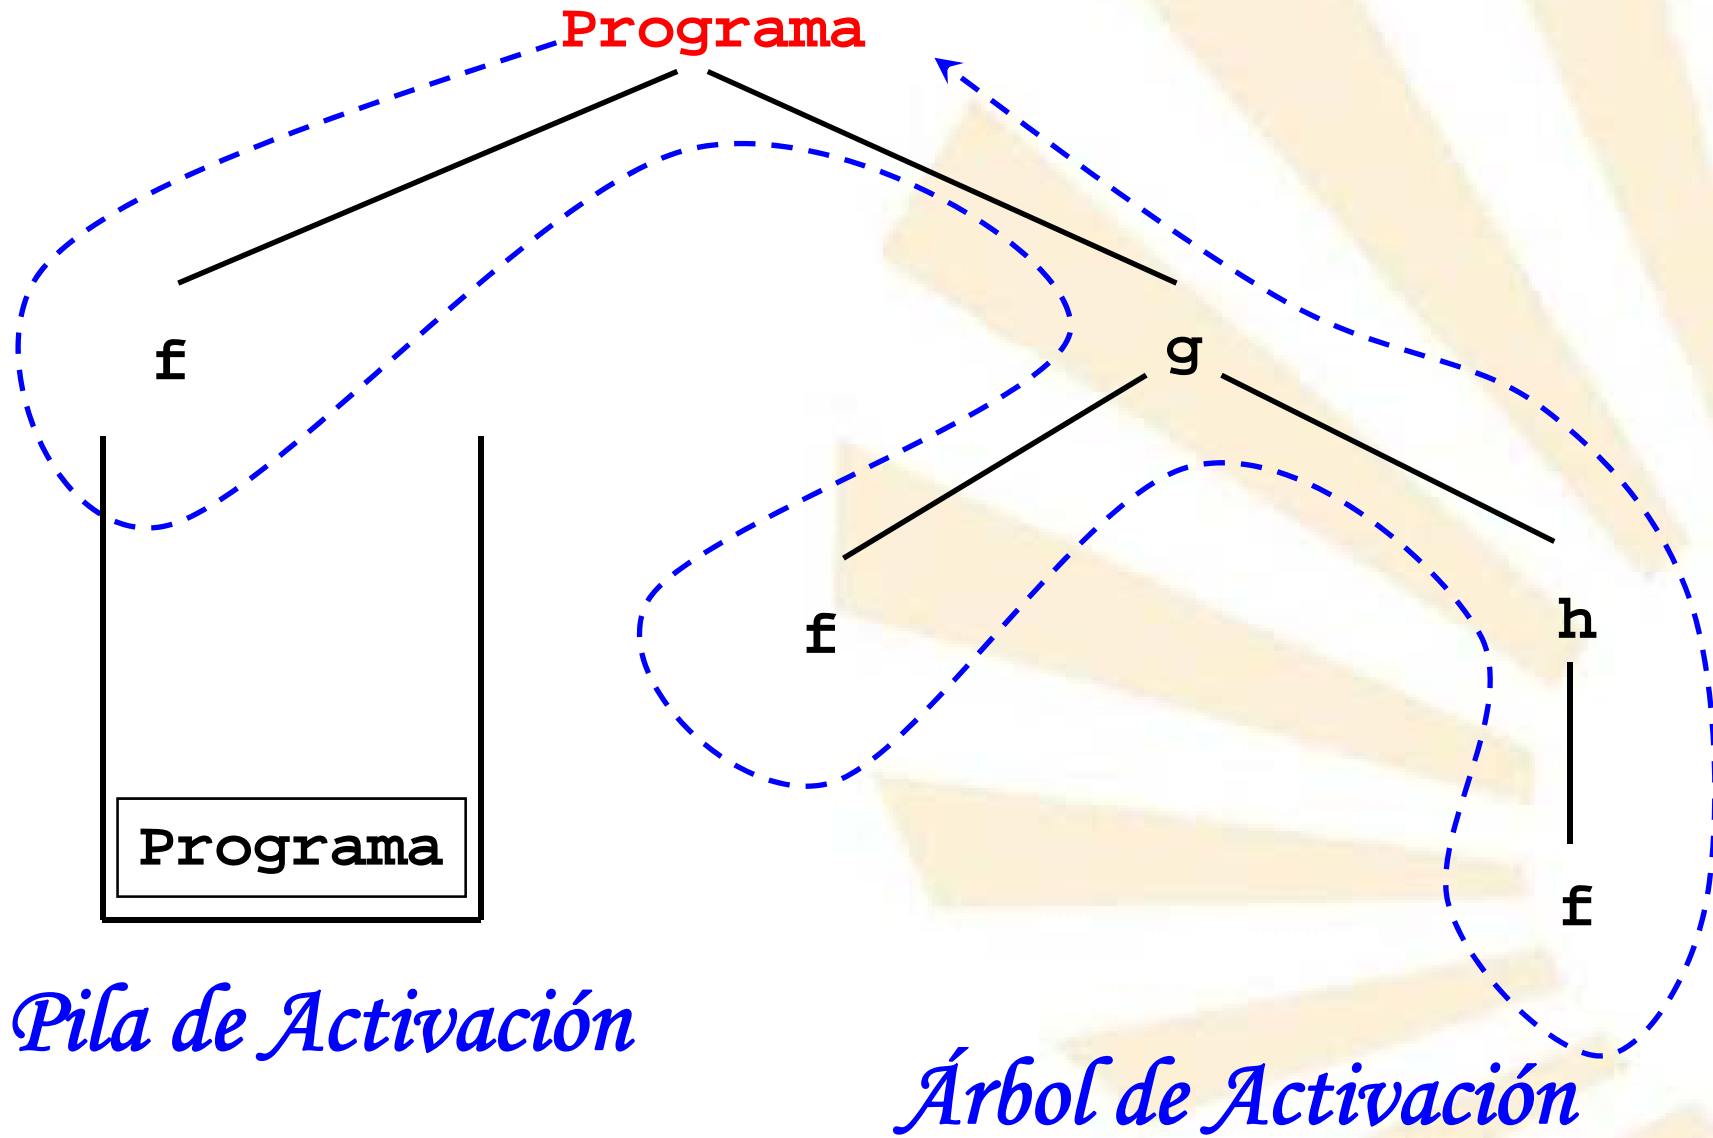 Programa
f
g
f
h
Programa
f
Pila de Activación
Árbol de Activación